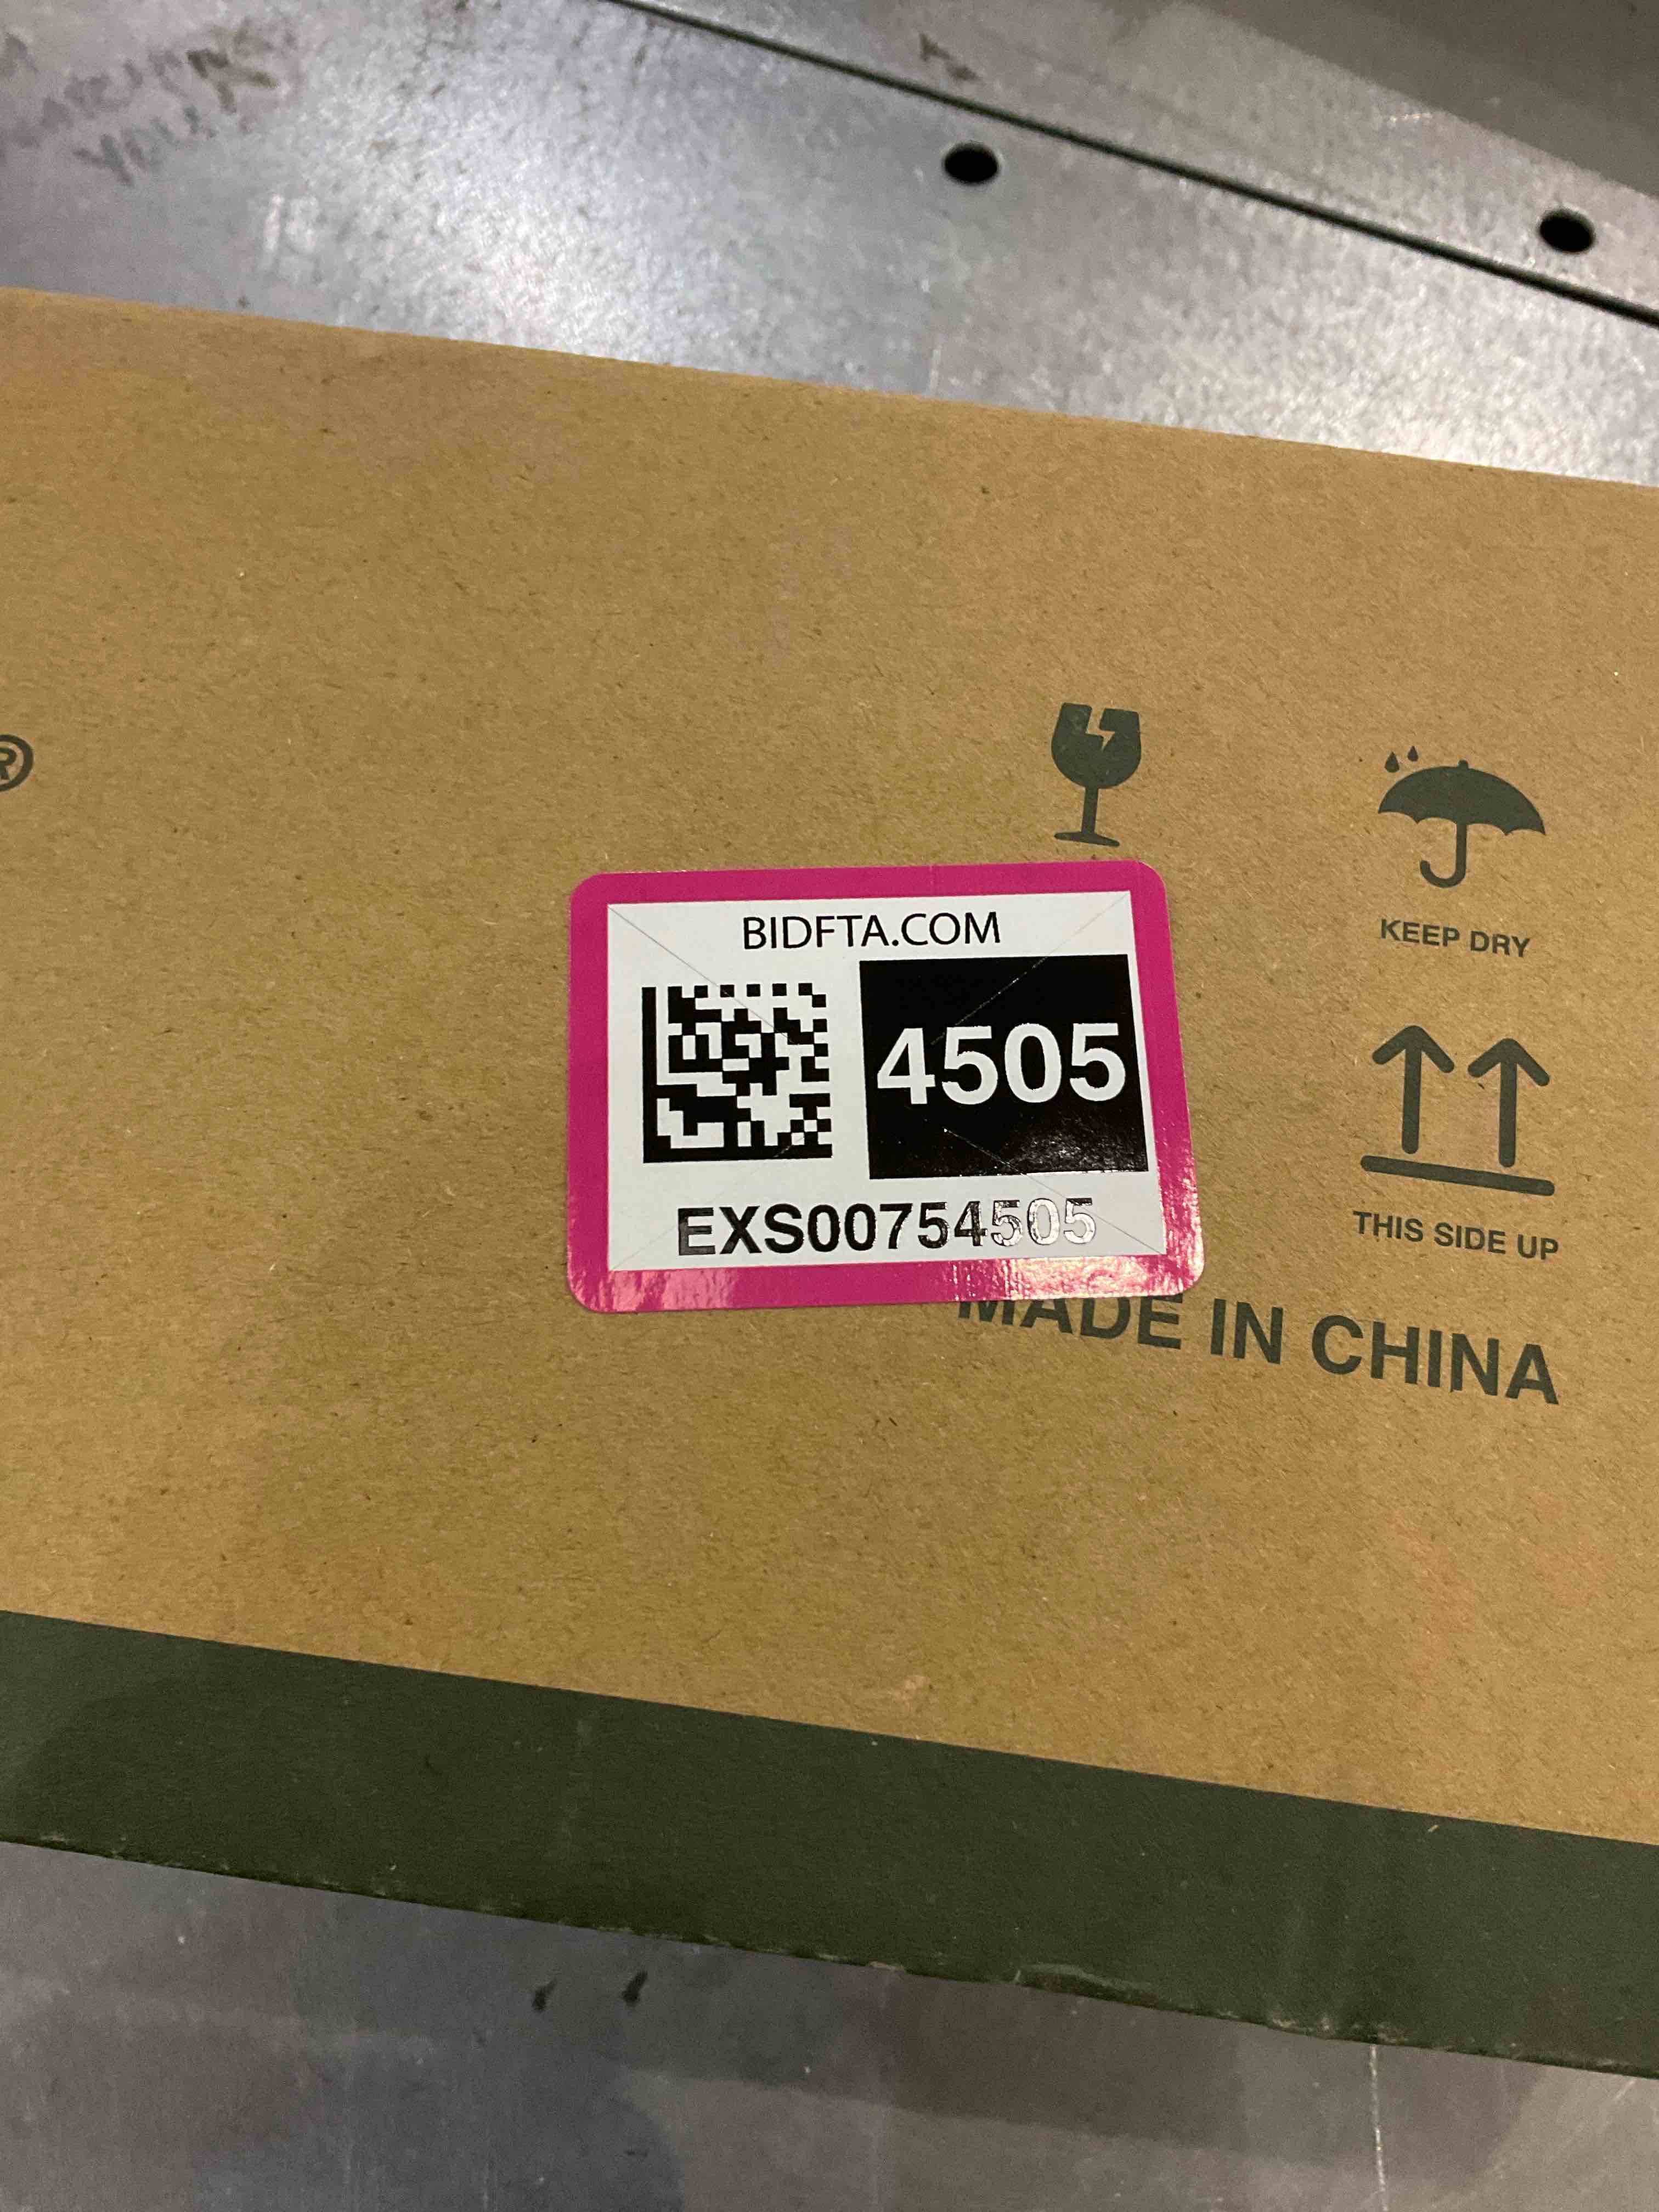 ®
BIDFTA.COM
4505
EXS00754505
KEEP DRY
THIS SIDE UP
MADE IN CHINA